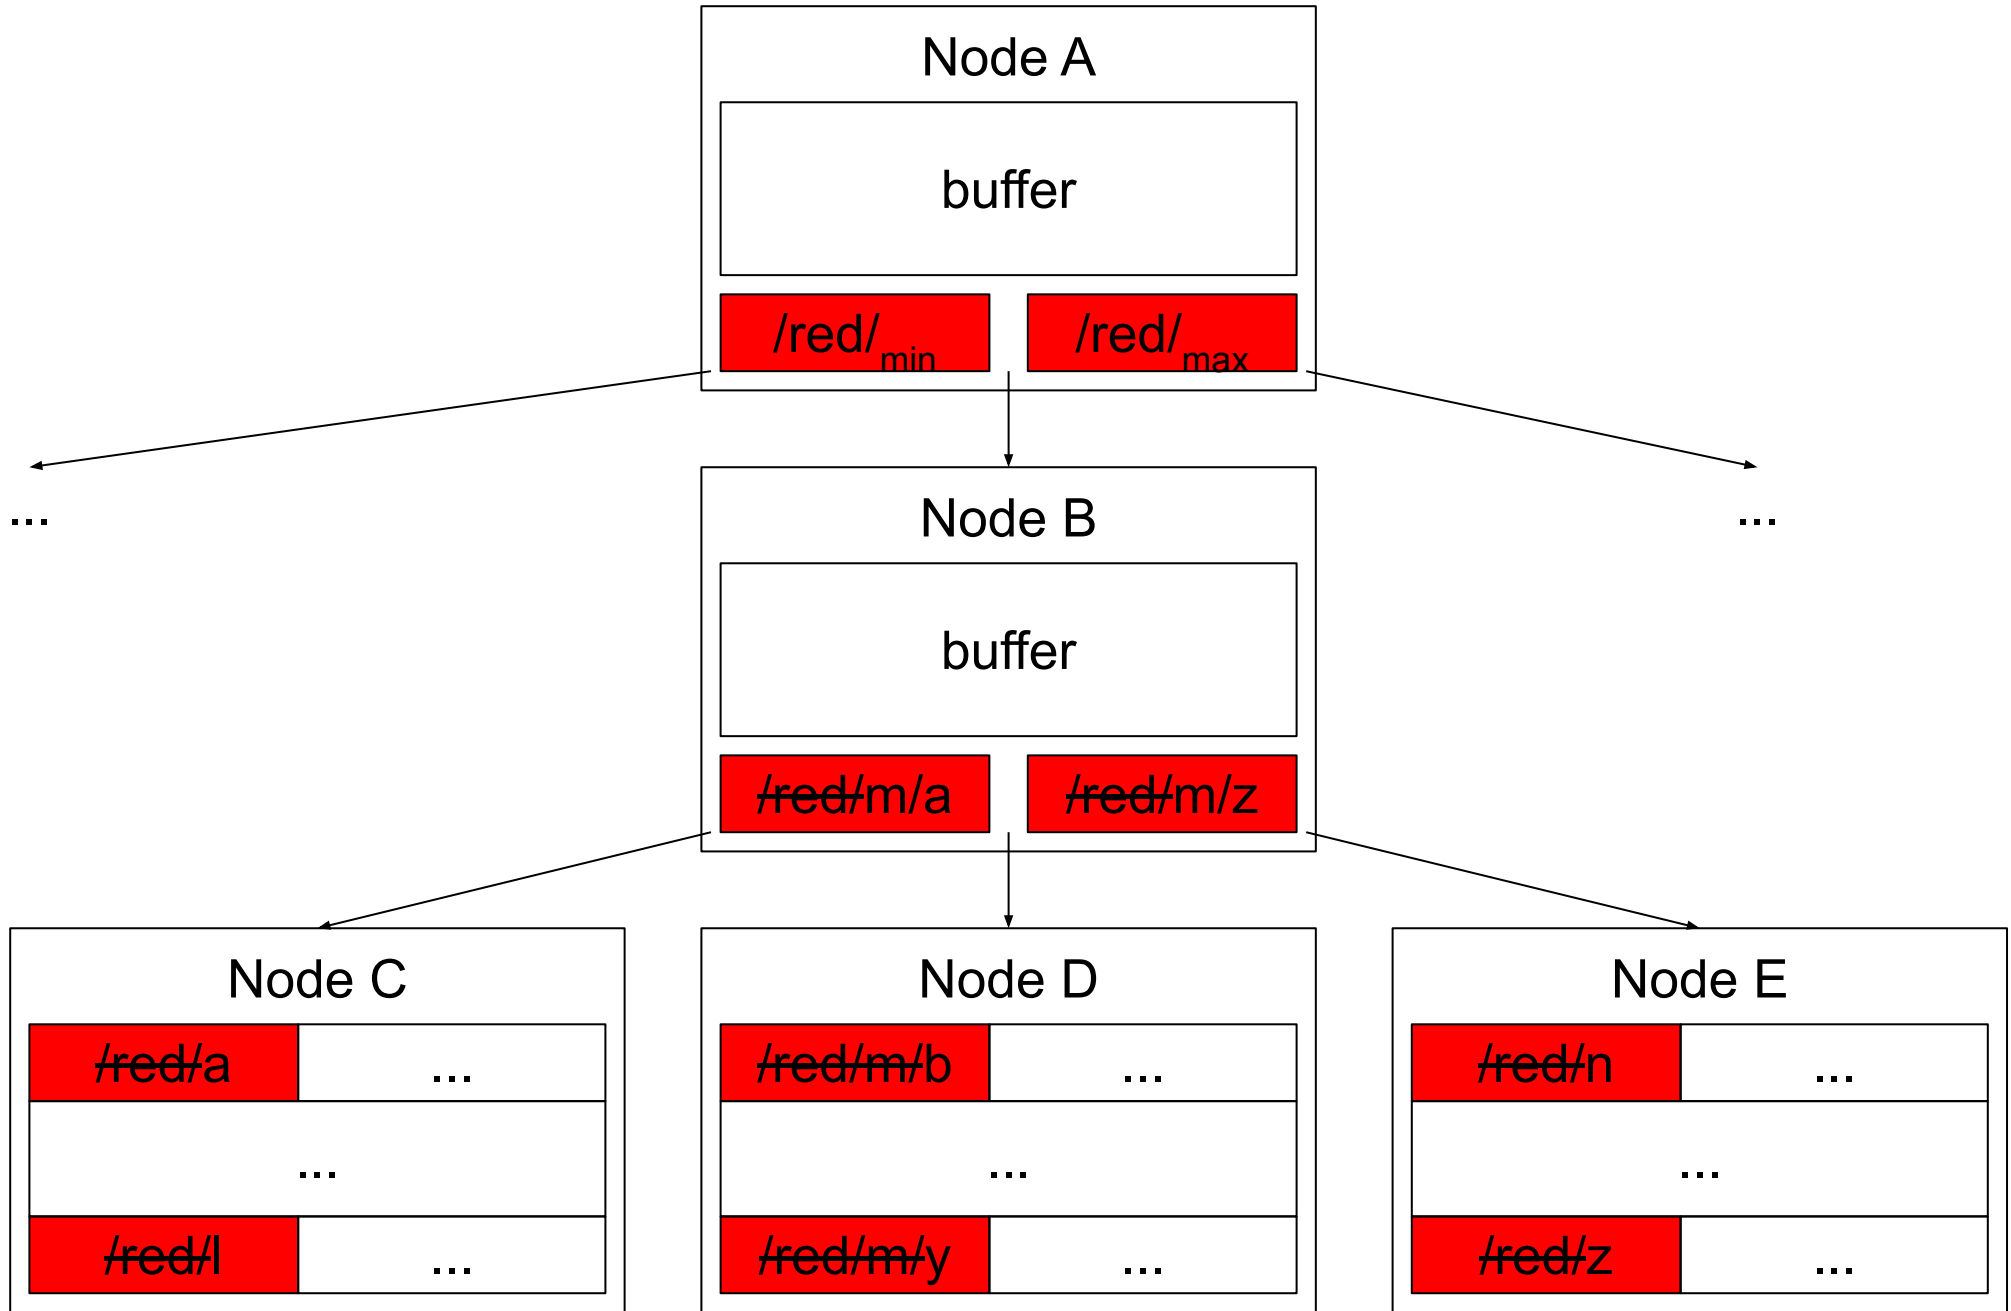 Node A
buffer
/red/min /red/max
... ...
Node B
buffer
/red/m/a /red/m/z
Node C Node D Node E
/red/a ... /red/m/b ... /red/n ...
... ... ...
/red/l ... /red/m/y ... /red/z ...